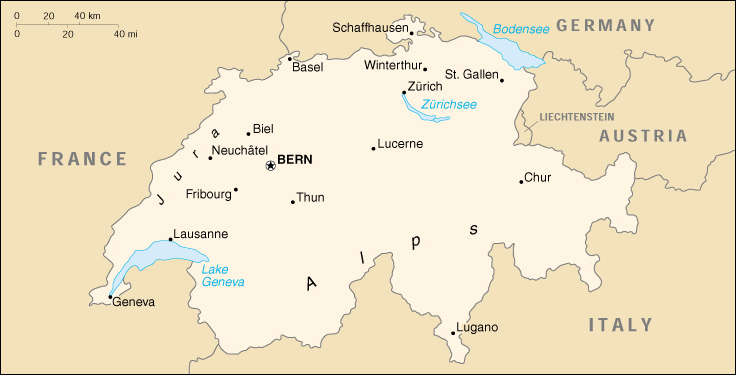 0 20 40 km
0 20 40 mi
Schaffhausen
Bodensee
GERMANY
Basel
Winterthur
St. Gallen
Zürich
Zürichsee
LIECHTENSTEIN
AUSTRIA
Biel
Jura
Neuchâtel
BERN
Lucerne
FRANCE
Fribourg
Thun
Chur
Lausanne
Alps
Lake
Geneva
Geneva
Lugano
ITALY